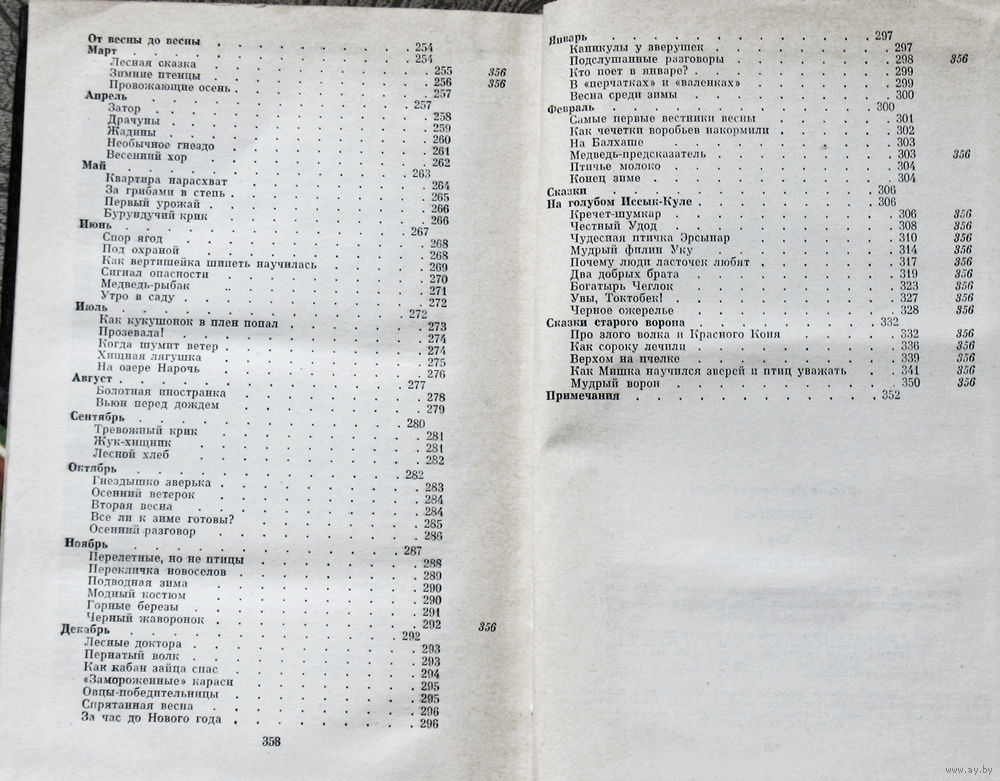 От весны до весны . . . . . . . . . . 254
Март . . . . . . . . . . 254
Лесная сказка . . . . . . . . . . 255 356
Зимние птенцы . . . . . . . . . . 256 356
Провожающие осень . . . . . . . . . . 257
Апрель . . . . . . . . . . 257
Затор . . . . . . . . . . 258
Драчуны . . . . . . . . . . 259
Жадины . . . . . . . . . . 260
Необычное гнездо . . . . . . . . . . 261
Весенний хор . . . . . . . . . . 262
Май . . . . . . . . . . 263
Квартира нарасхват . . . . . . . . . . 264
За грибами в степь . . . . . . . . . . 265
Первый урожай . . . . . . . . . . 266
Бурундучий крик . . . . . . . . . . 266
Июнь . . . . . . . . . . 267
Спор ягод . . . . . . . . . . 268
Под охраной . . . . . . . . . . 268
Как вертишейка шипеть научилась . . . . . . 269
Сигнал опасности . . . . . . . . . . 270
Медведь-рыбак . . . . . . . . . . 271
Утро в саду . . . . . . . . . . 272
Июль . . . . . . . . . . 272
Как кукушонок в плен попал . . . . . . . 273
Прозевала! . . . . . . . . . . 274
Когда шумит ветер . . . . . . . . . . 274
Хищная лягушка . . . . . . . . . . 275
На озере Нарочь . . . . . . . . . . 276
Август . . . . . . . . . . 277
Болотная иностранка . . . . . . . . . . 278
Вьюн перед дождем . . . . . . . . . . 279
Сентябрь . . . . . . . . . . 280
Тревожный крик . . . . . . . . . . 281
Жук-хищник . . . . . . . . . . 281
Лесной хлеб . . . . . . . . . . 282
Октябрь . . . . . . . . . . 282
Гнездышко зверька . . . . . . . . . . 283
Осенний ветерок . . . . . . . . . . 284
Вторая весна . . . . . . . . . . 284
Все ли к зиме готовы? . . . . . . . . . 285
Осенний разговор . . . . . . . . . . 286
Ноябрь . . . . . . . . . . 287
Перелетные, но не птицы . . . . . . . . 288
Перекличка новоселов . . . . . . . . . . 289
Подводная зима . . . . . . . . . . 290
Модный костюм . . . . . . . . . . 290
Горные березы . . . . . . . . . . 291
Черный жаворонок . . . . . . . . . . 292 356
Декабрь . . . . . . . . . . 292
Лесные доктора . . . . . . . . . . 293
Пернатый волк . . . . . . . . . . 293
Как кабан зайца спас . . . . . . . . . . 294
«Замороженные» караси . . . . . . . . . 295
Овцы-победительницы . . . . . . . . . . 295
Спрятанная весна . . . . . . . . . . 296
За час до Нового года . . . . . . . . . 296
358
Январь . . . . . . . . . . 297
Каникулы у зверушек . . . . . . . . . 297
Подслушанные разговоры . . . . . . . . 298 356
Кто поет в январе? . . . . . . . . . 299
В «перчатках» и «валенках» . . . . . . . 299
Весна среди зимы . . . . . . . . . . 300
Февраль . . . . . . . . . . 300
Самые первые вестники весны . . . . . . 301
Как чечетки воробьев накормили . . . . . 302
На Балхаше . . . . . . . . . . 303
Медведь-предсказатель . . . . . . . . 303 356
Птичье молоко . . . . . . . . . . 304
Конец зиме . . . . . . . . . . 304
Сказки . . . . . . . . . . 306
На голубом Иссык-Куле . . . . . . . . 306
Кречет-шумкар . . . . . . . . . . 306 356
Честный Удод . . . . . . . . . . 308 356
Чудесная птичка Эрсынар . . . . . . . 310 356
Мудрый филин Уку . . . . . . . . . 314 356
Почему люди ласточек любят . . . . . . 317 356
Два добрых брата . . . . . . . . . . 319 356
Богатырь Чеглок . . . . . . . . . . 323 356
Увы, Токтобек! . . . . . . . . . . 327 356
Черное ожерелье . . . . . . . . . . 328 356
Сказки старого ворона . . . . . . . . 332
Про злого волка и Красного Коня . . . . . 332 356
Как сороку лечили . . . . . . . . . 336 356
Верхом на пчелке . . . . . . . . . . 339 356
Как Мишка научился зверей и птиц уважать . . 341 356
Мудрый ворон . . . . . . . . . . 350 356
Примечания . . . . . . . . . . 352
www.ay.by